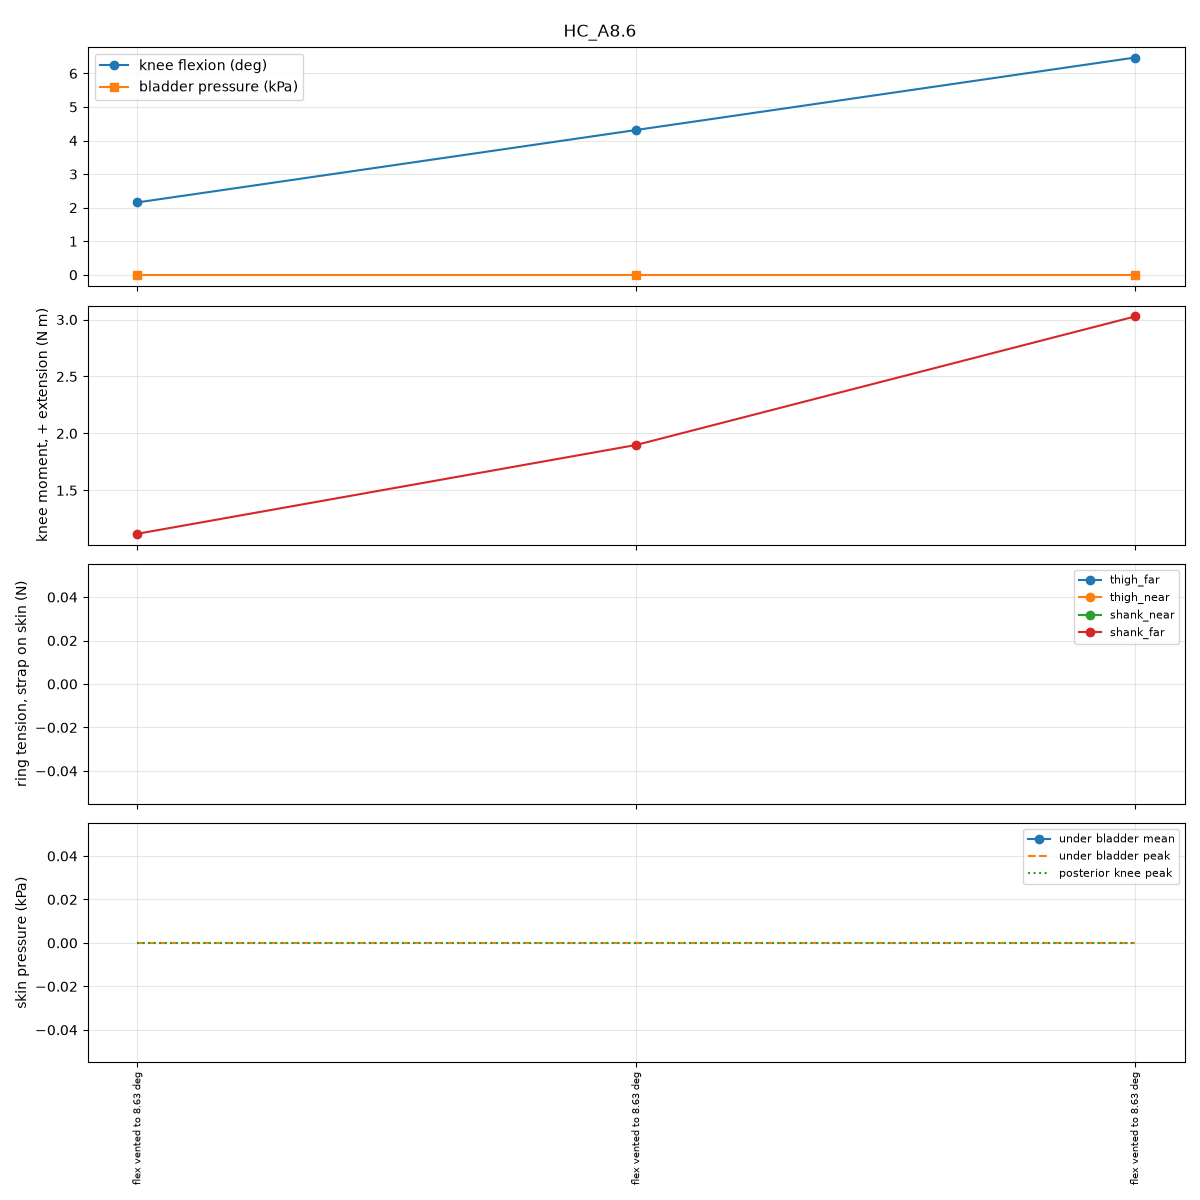 HC_A8.6
knee flexion (deg)
bladder pressure (kPa)
6
5
4
3
2
1
0
knee moment, + extension (N m)
3.0
2.5
2.0
1.5
ring tension, strap on skin (N)
0.04
0.02
0.00
−0.02
−0.04
thigh_far
thigh_near
shank_near
shank_far
skin pressure (kPa)
0.04
0.02
0.00
−0.02
−0.04
under bladder mean
under bladder peak
posterior knee peak
flex vented to 8.63 deg
flex vented to 8.63 deg
flex vented to 8.63 deg